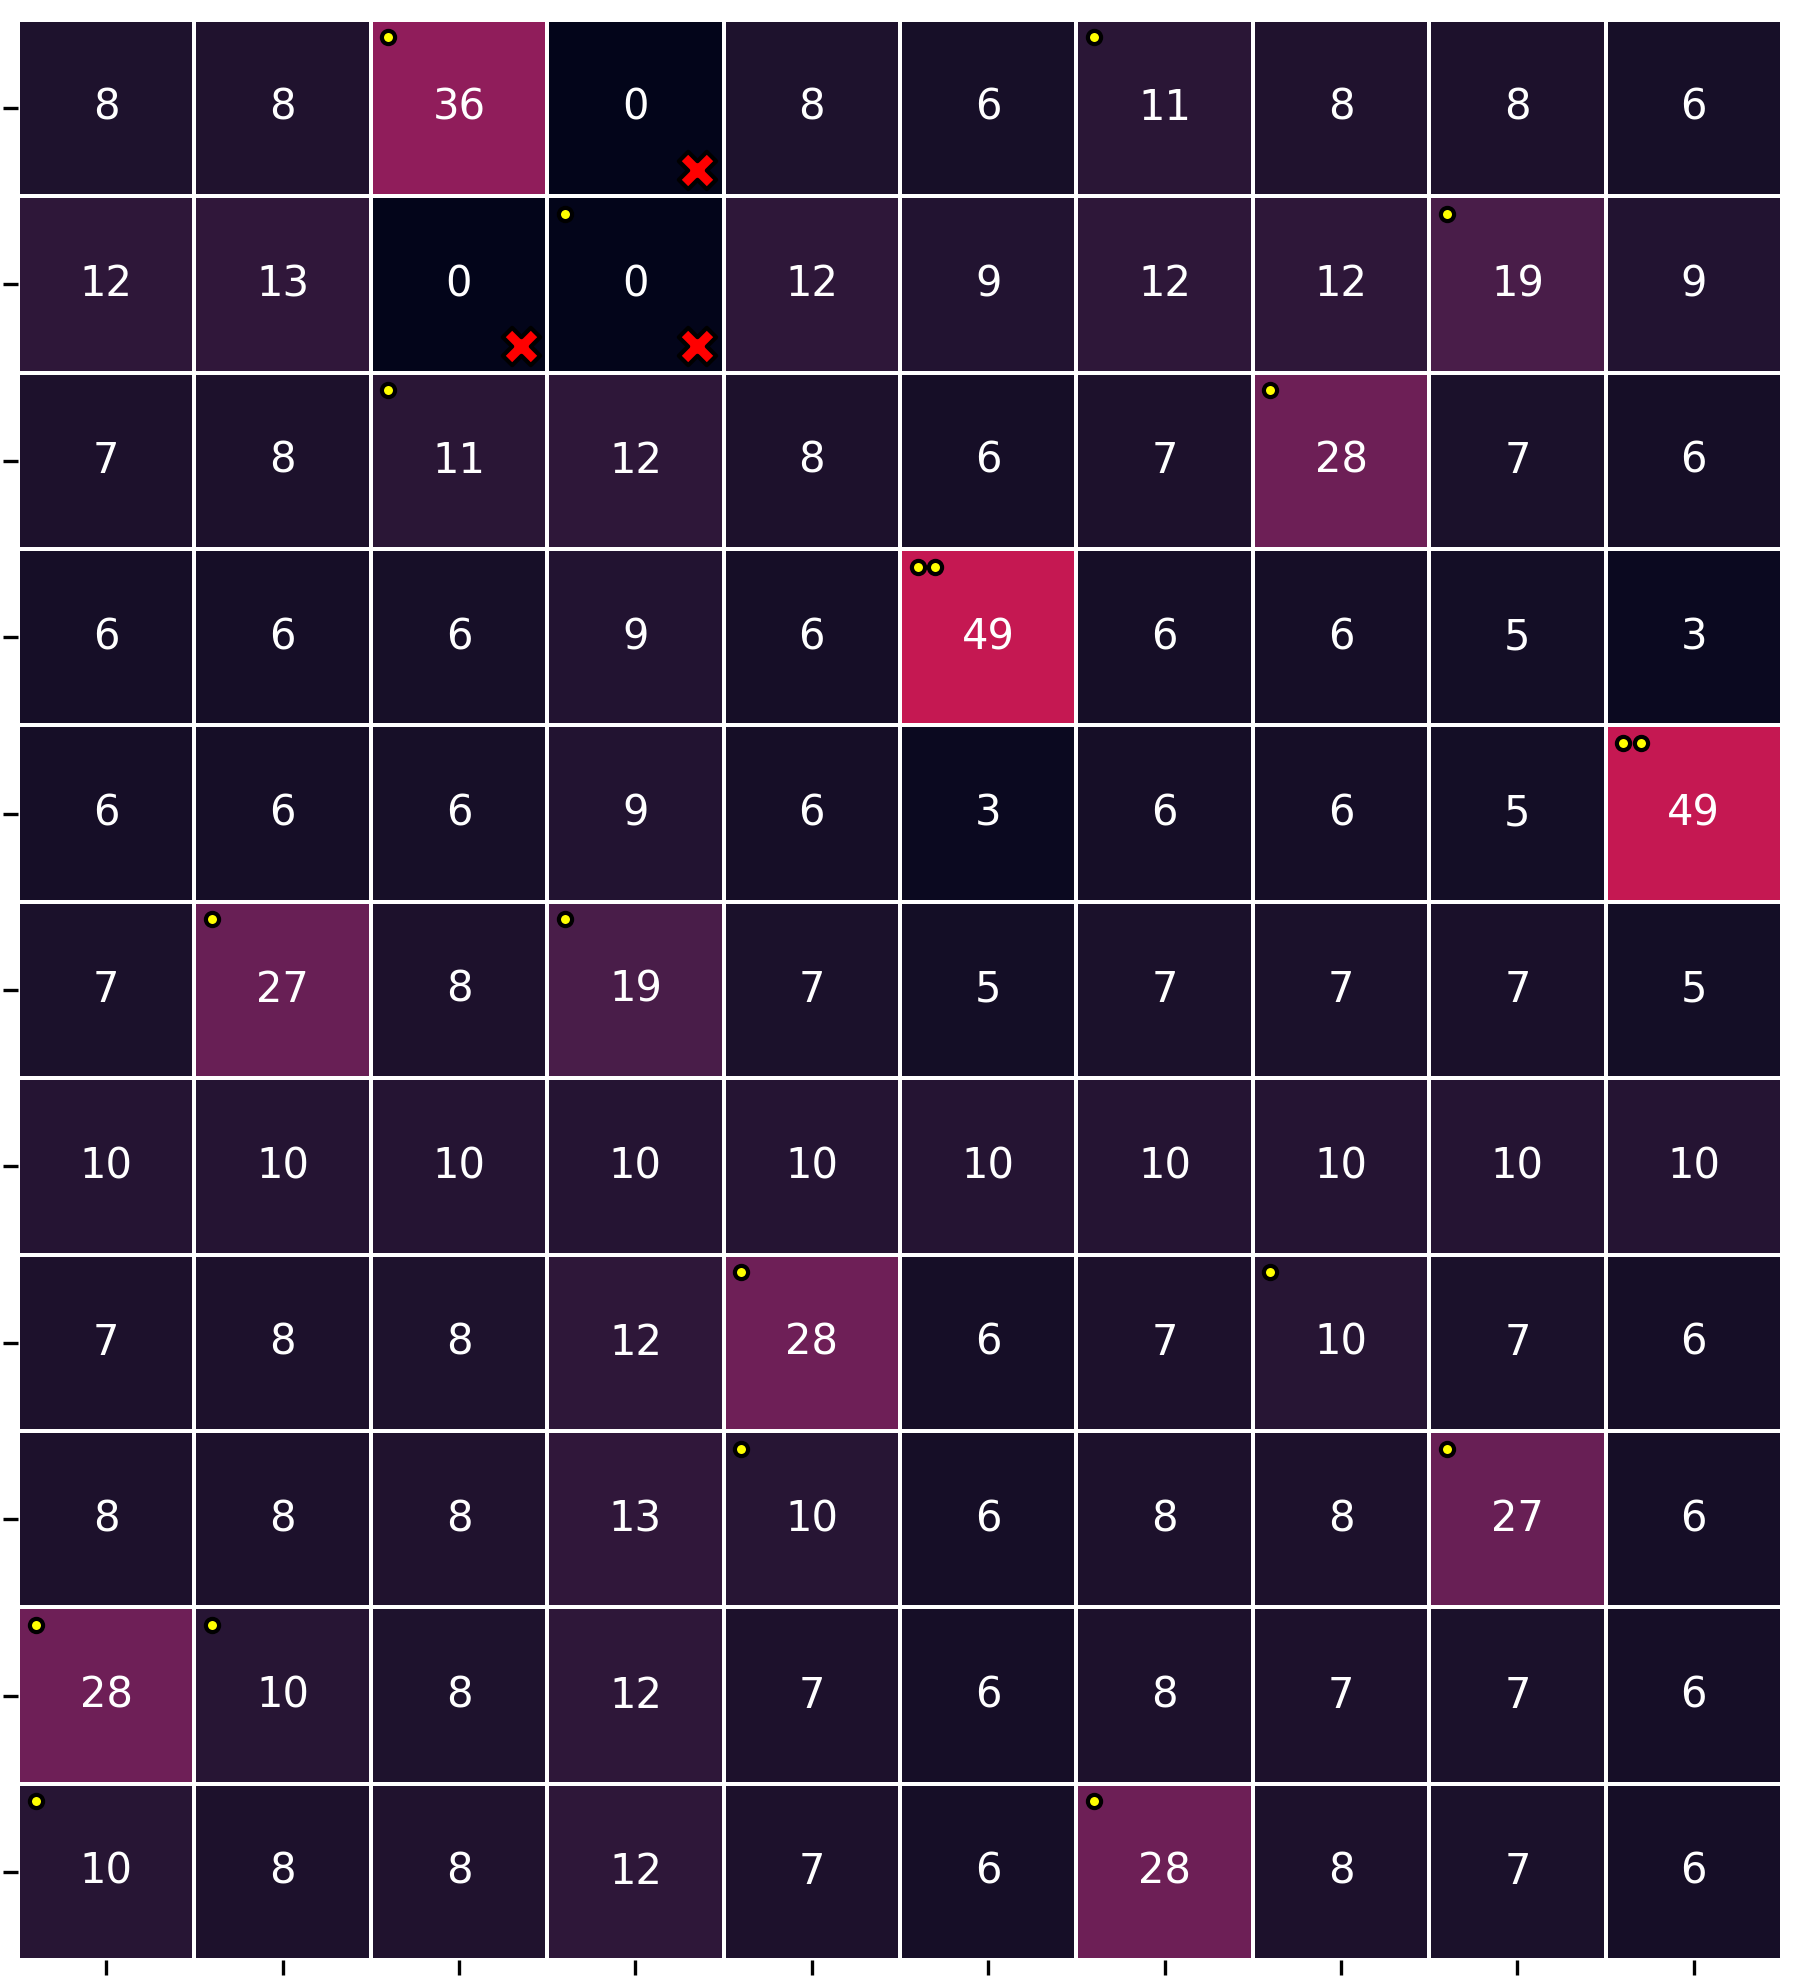 8 8 36 0 8 6 11 8 8 6
12 13 0 0 12 9 12 12 19 9
7 8 11 12 8 6 7 28 7 6
6 6 6 9 6 49 6 6 5 3
6 6 6 9 6 3 6 6 5 49
7 27 8 19 7 5 7 7 7 5
10 10 10 10 10 10 10 10 10 10
7 8 8 12 28 6 7 10 7 6
8 8 8 13 10 6 8 8 27 6
28 10 8 12 7 6 8 7 7 6
10 8 8 12 7 6 28 8 7 6